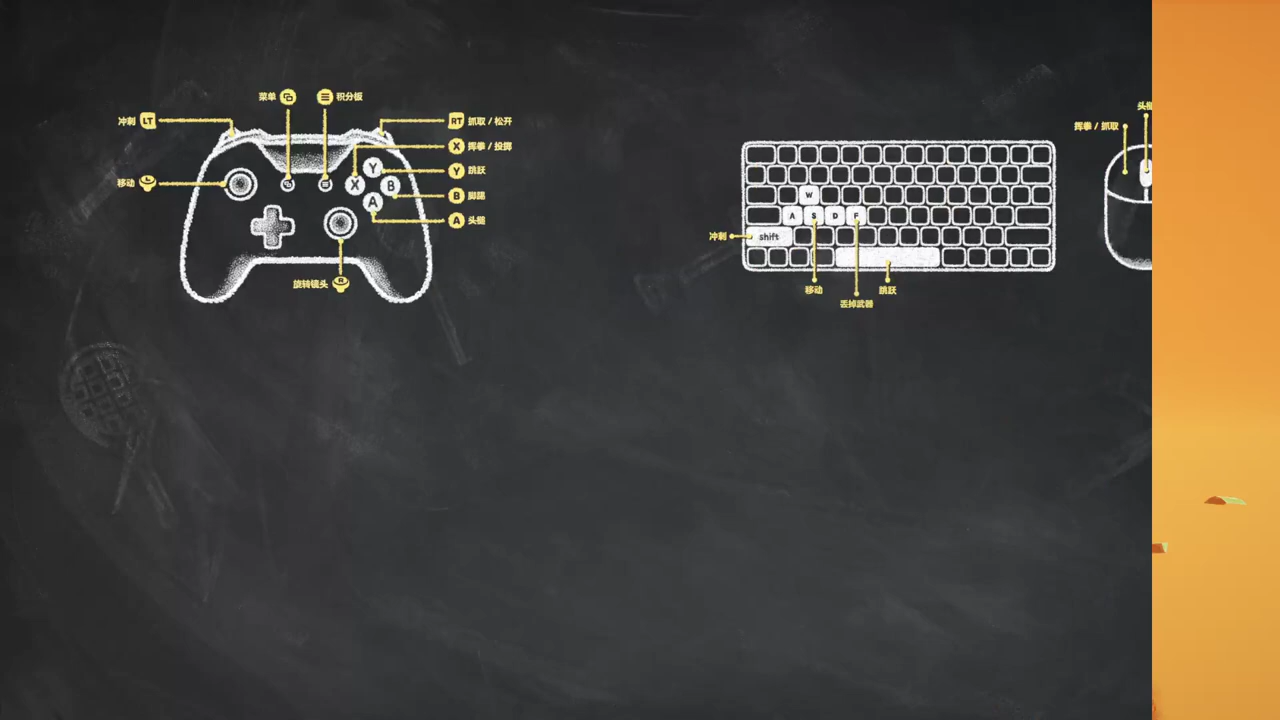 菜单
积分板
冲刺 LT
RT 抓取 / 松开
X 挥拳 / 投掷
Y 跳跃
B 脚踢
A 头槌
移动 L
Y
X
B
A
旋转镜头 R
头槌
挥拳 / 抓取
W
A S D F
冲刺
shift
移动
跳跃
丢掉武器